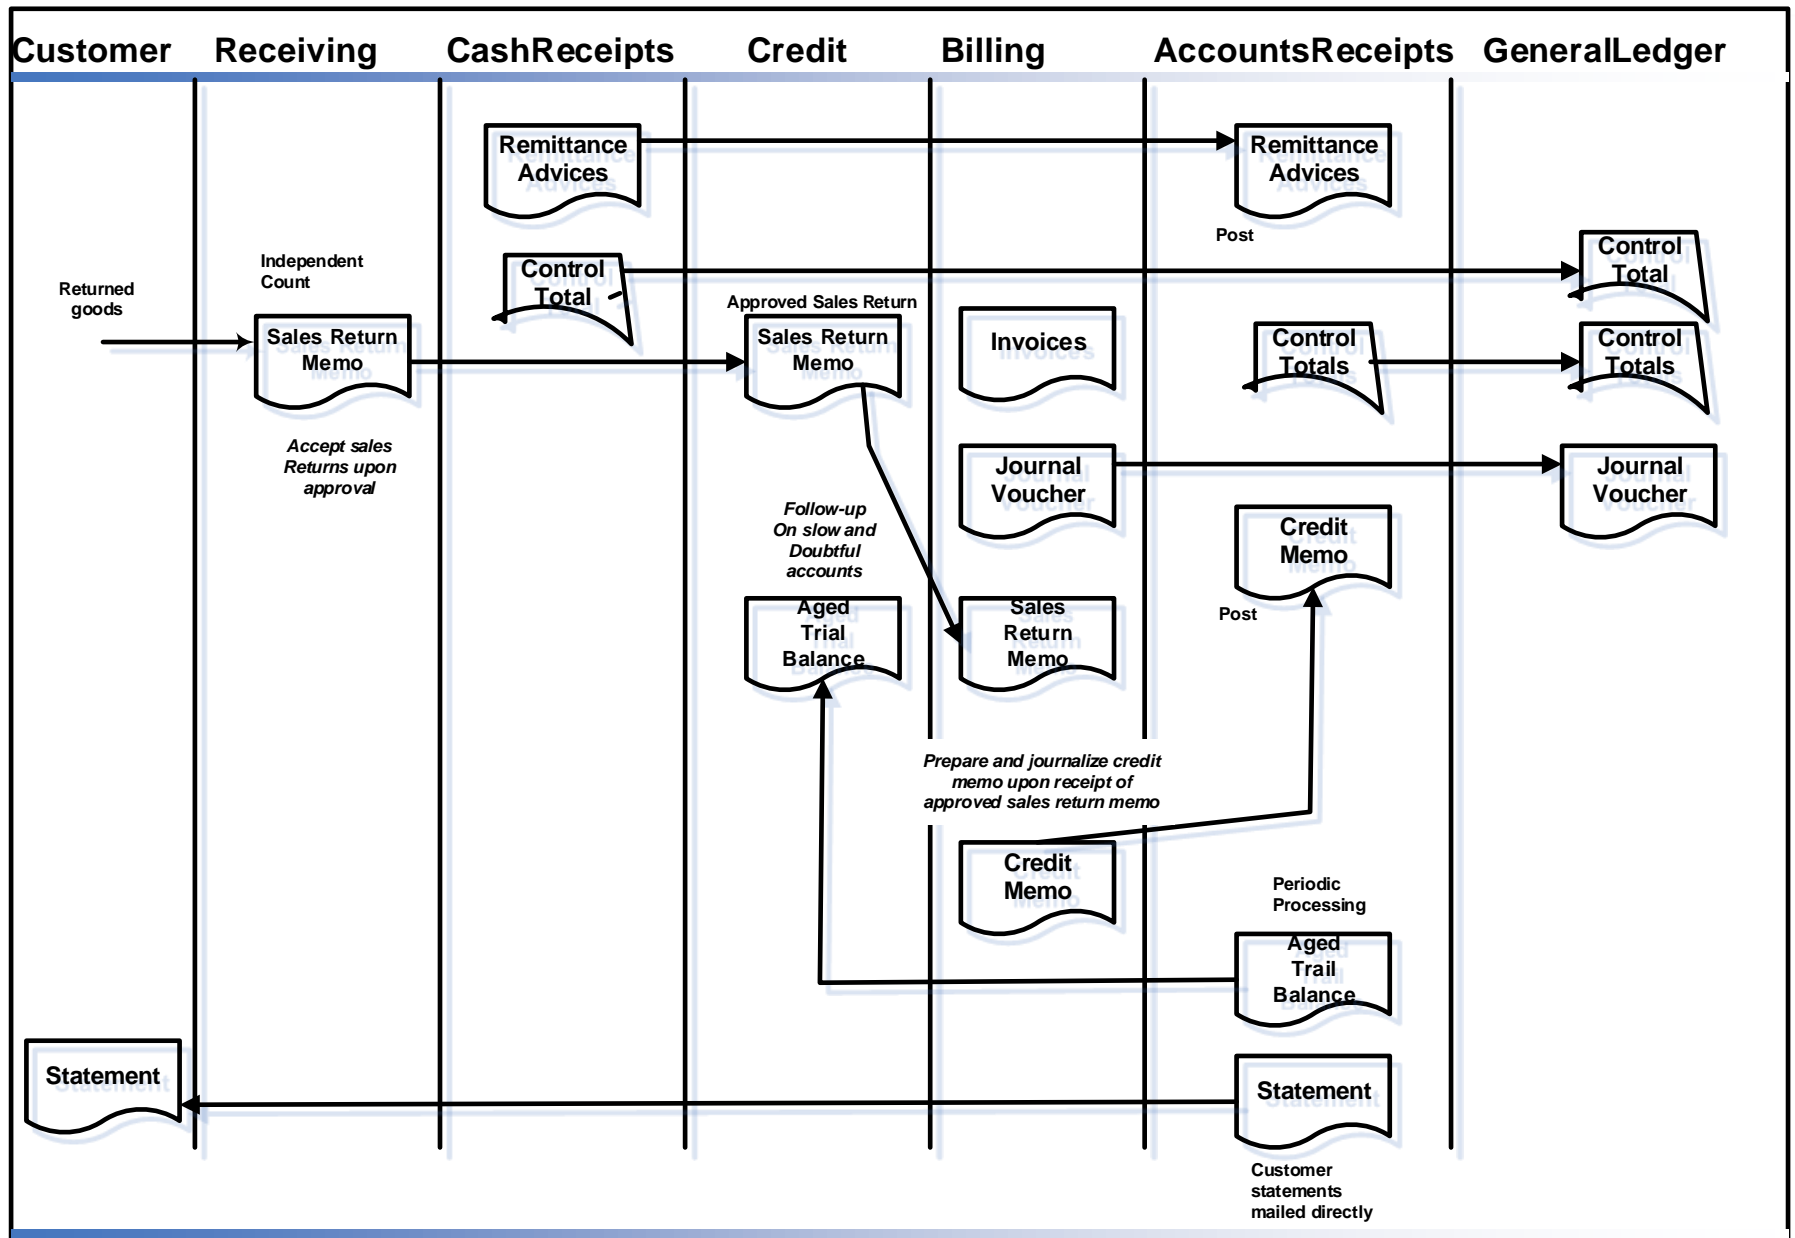 Customer
Receiving
CashReceipts
Credit
Billing
AccountsReceipts
GeneralLedger
Remittance
Advices
Remittance
Advices
Post
Returned
goods
Independent
Count
Sales Return
Memo
Accept sales
Returns upon
approval
Control
Total
Control
Total
Approved Sales Return
Sales Return
Memo
Invoices
Control
Totals
Control
Totals
Journal
Voucher
Journal
Voucher
Follow-up
On slow and
Doubtful
accounts
Credit
Memo
Post
Aged
Trial
Balance
Sales
Return
Memo
Prepare and journalize credit
memo upon receipt of
approved sales return memo
Credit
Memo
Periodic
Processing
Aged
Trail
Balance
Statement
Statement
Customer
statements
mailed directly